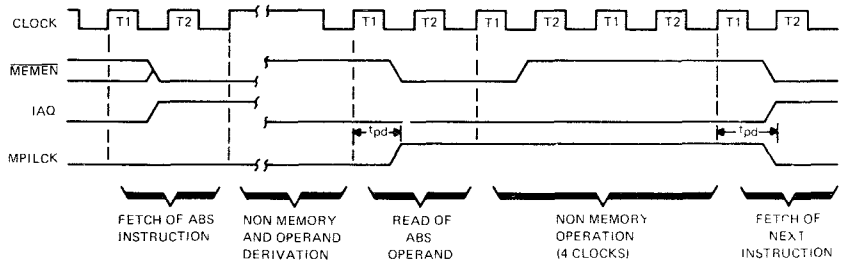 CLOCK T1 T2 T1 T2 T1 T2 T1 T2 T1 T2
MEMEN
IAQ
tpd tpd
MPILCK
FETCH OF ABS
INSTRUCTION
NON MEMORY
AND OPERAND
DERIVATION
READ OF
ABS
OPERAND
NON MEMORY
OPERATION
(4 CLOCKS)
FETCH OF
NEXT
INSTRUCTION